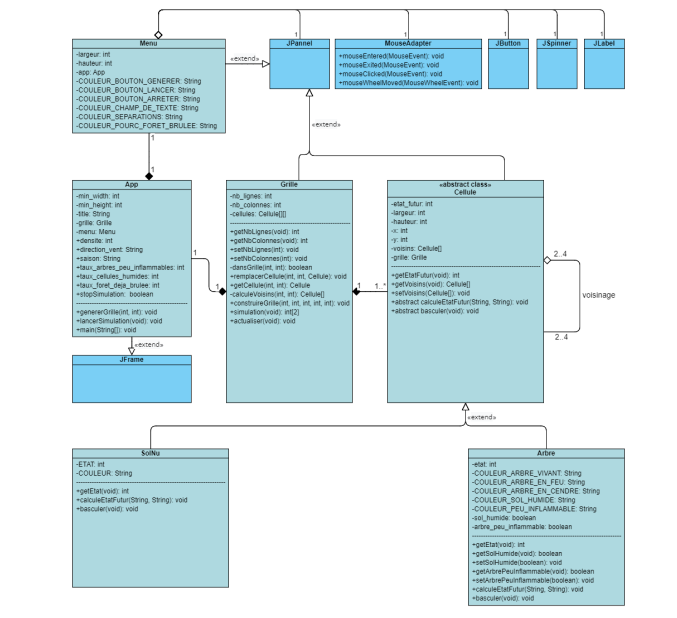 Menu
-largeur: int
-hauteur: int
-app: App
-COULEUR_BOUTON_GENERER: String
-COULEUR_BOUTON_LANCER: String
-COULEUR_BOUTON_ARRETER: String
-COULEUR_CHAMP_DE_TEXTE: String
-COULEUR_SEPARATIONS: String
-COULEUR_POURC_FORET_BRULEE: String
«extend»
1
JPannel
1
MouseAdapter
+mouseEntered(MouseEvent): void
+mouseExited(MouseEvent): void
+mouseClicked(MouseEvent): void
+mouseWheelMoved(MouseWheelEvent): void
1
JButton
1
JSpinner
1
JLabel
«extend»
1
1
App
-min_width: int
-min_height: int
-title: String
-grille: Grille
-menu: Menu
+densite: int
+direction_vent: String
+saison: String
+taux_arbres_peu_inflammables: int
+taux_cellules_humides: int
+taux_foret_deja_brulee: int
+stopSimulation: boolean
+genererGrille(int, int): void
+lancerSimulation(void): void
+main(String[]): void
1
1
Grille
-nb_lignes: int
-nb_colonnes: int
-cellules: Cellule[][]
+getNbLignes(void): int
+getNbColonnes(void): int
+setNbLignes(int): void
+setNbColonnes(int): void
-dansGrille(int, int): boolean
+remplacerCellule(int, int, Cellule): void
+getCellule(int, int): Cellule
-calculeVoisins(int, int): Cellule[]
+construireGrille(int, int, int, int, int): void
+simulation(void): int[2]
+actualiser(void): void
1
1..*
«abstract class»
Cellule
-etat_futur: int
-largeur: int
-hauteur: int
-x: int
-y: int
-voisins: Cellule[]
-grille: Grille
+getEtatFutur(void): int
+getVoisins(void): Cellule[]
+setVoisins(Cellule[]): void
+abstract calculeEtatFutur(String, String): void
+abstract basculer(void): void
2..4
voisinage
2..4
«extend»
JFrame
«extend»
SolNu
-ETAT: int
-COULEUR: String
+getEtat(void): int
+calculeEtatFutur(String, String): void
+basculer(void): void
Arbre
-etat: int
-COULEUR_ARBRE_VIVANT: String
-COULEUR_ARBRE_EN_FEU: String
-COULEUR_ARBRE_EN_CENDRE: String
-COULEUR_SOL_HUMIDE: String
-COULEUR_PEU_INFLAMMABLE: String
-sol_humide: boolean
-arbre_peu_inflammable: boolean
+getEtat(void): int
+getSolHumide(void): boolean
+setSolHumide(boolean): void
+getArbrePeuInflammable(void): boolean
+setArbrePeuInflammable(boolean): void
+calculeEtatFutur(String, String): void
+basculer(void): void